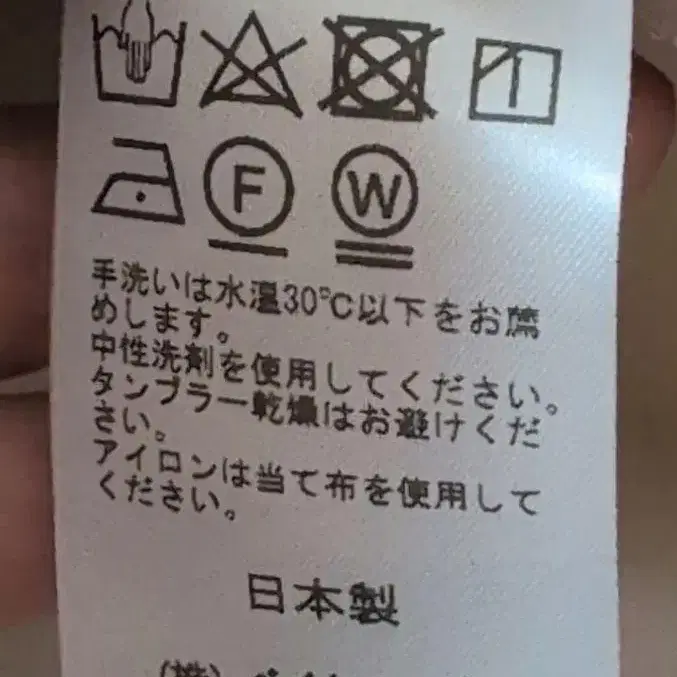 F W
手洗いは水温30℃以下をお薦
めします。
中性洗剤を使用してください。
タンブラー乾燥はお避けくだ
さい。
アイロンは当て布を使用して
ください。
日本製
(株)